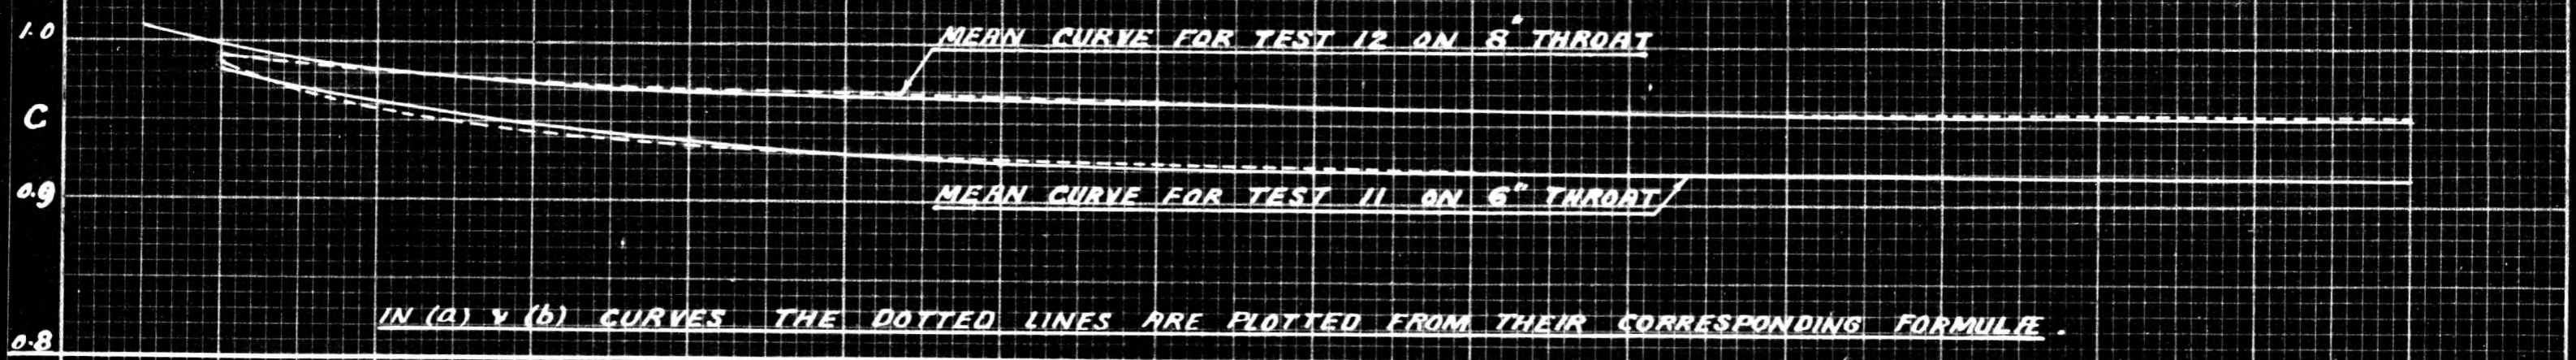 1.0
MEAN CURVE FOR TEST 12 ON 8" THROAT
C
0.9
MEAN CURVE FOR TEST 11 ON 6" THROAT
IN (a) & (b) CURVES THE DOTTED LINES ARE PLOTTED FROM THEIR CORRESPONDING FORMULÆ.
0.8